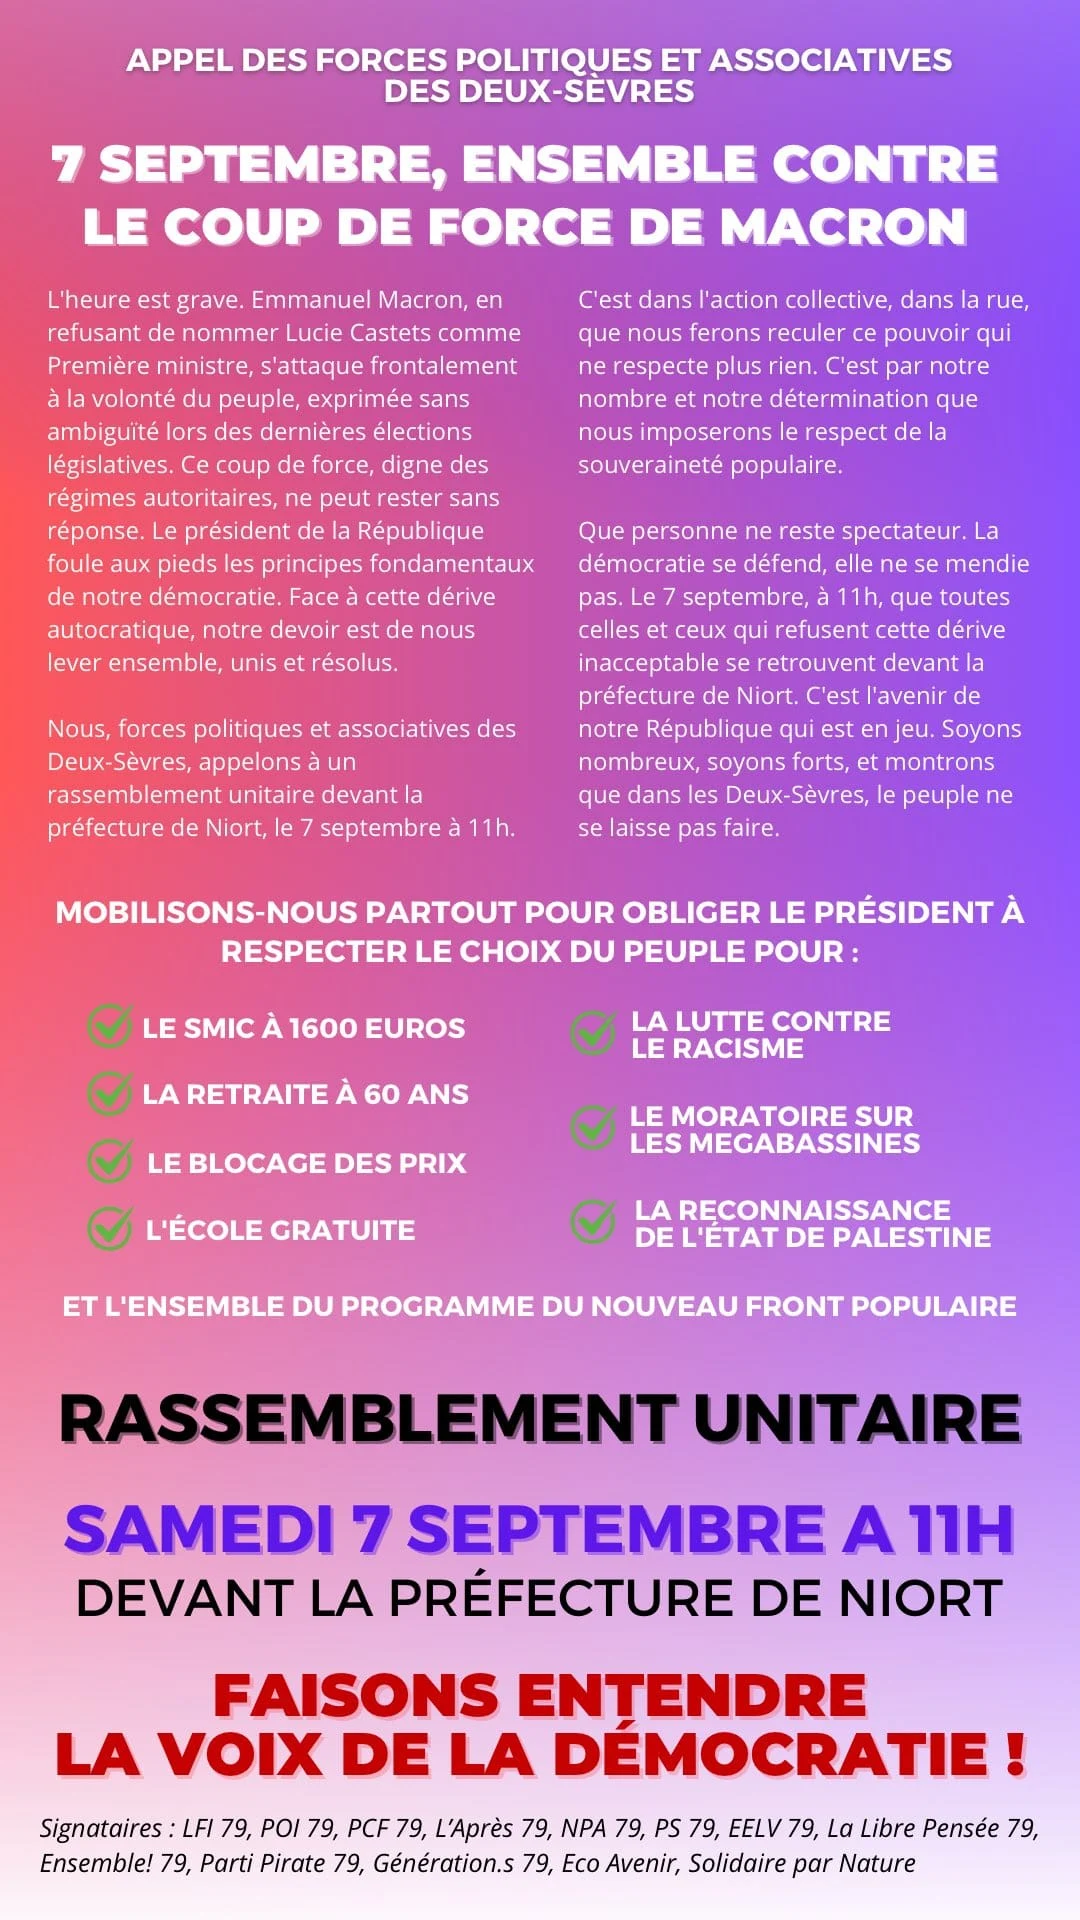 APPEL DES FORCES POLITIQUES ET ASSOCIATIVES
DES DEUX-SÈVRES
7 SEPTEMBRE, ENSEMBLE CONTRE
LE COUP DE FORCE DE MACRON
L'heure est grave. Emmanuel Macron, en
refusant de nommer Lucie Castets comme
Première ministre, s'attaque frontalement
à la volonté du peuple, exprimée sans
ambiguïté lors des dernières élections
législatives. Ce coup de force, digne des
régimes autoritaires, ne peut rester sans
réponse. Le président de la République
foule aux pieds les principes fondamentaux
de notre démocratie. Face à cette dérive
autocratique, notre devoir est de nous
lever ensemble, unis et résolus.
Nous, forces politiques et associatives des
Deux-Sèvres, appelons à un
rassemblement unitaire devant la
préfecture de Niort, le 7 septembre à 11h.
C'est dans l'action collective, dans la rue,
que nous ferons reculer ce pouvoir qui
ne respecte plus rien. C'est par notre
nombre et notre détermination que
nous imposerons le respect de la
souveraineté populaire.
Que personne ne reste spectateur. La
démocratie se défend, elle ne se mendie
pas. Le 7 septembre, à 11h, que toutes
celles et ceux qui refusent cette dérive
inacceptable se retrouvent devant la
préfecture de Niort. C'est l'avenir de
notre République qui est en jeu. Soyons
nombreux, soyons forts, et montrons
que dans les Deux-Sèvres, le peuple ne
se laisse pas faire.
MOBILISONS-NOUS PARTOUT POUR OBLIGER LE PRÉSIDENT À
RESPECTER LE CHOIX DU PEUPLE POUR :
LE SMIC À 1600 EUROS
LA RETRAITE À 60 ANS
LE BLOCAGE DES PRIX
L'ÉCOLE GRATUITE
LA LUTTE CONTRE
LE RACISME
LE MORATOIRE SUR
LES MEGABASSINES
LA RECONNAISSANCE
DE L'ÉTAT DE PALESTINE
ET L'ENSEMBLE DU PROGRAMME DU NOUVEAU FRONT POPULAIRE
RASSEMBLEMENT UNITAIRE
SAMEDI 7 SEPTEMBRE A 11H
DEVANT LA PRÉFECTURE DE NIORT
FAISONS ENTENDRE
LA VOIX DE LA DÉMOCRATIE !
Signataires : LFI 79, POI 79, PCF 79, L’Après 79, NPA 79, PS 79, EELV 79, La Libre Pensée 79,
Ensemble! 79, Parti Pirate 79, Génération.s 79, Eco Avenir, Solidaire par Nature